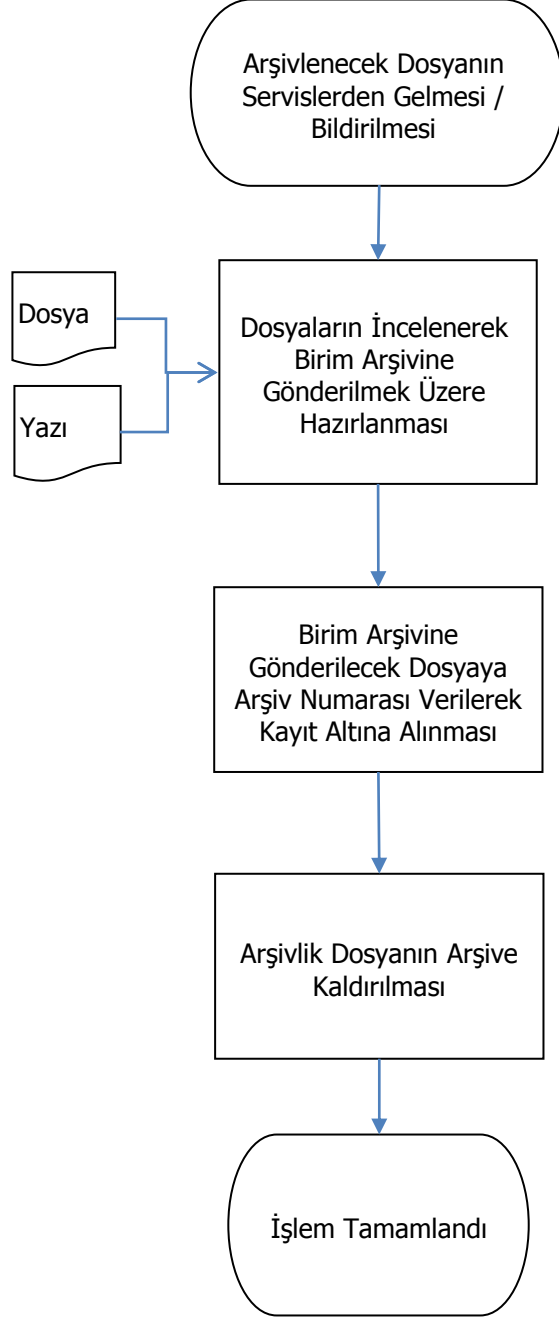 Arşivlenecek Dosyanın
Servislerden Gelmesi /
Bildirilmesi
Dosya
Yazı
Dosyaların İncelenerek
Birim Arşivine
Gönderilmek Üzere
Hazırlanması
Birim Arşivine
Gönderilecek Dosyaya
Arşiv Numarası Verilerek
Kayıt Altına Alınması
Arşivlik Dosyanın Arşive
Kaldırılması
İşlem Tamamlandı